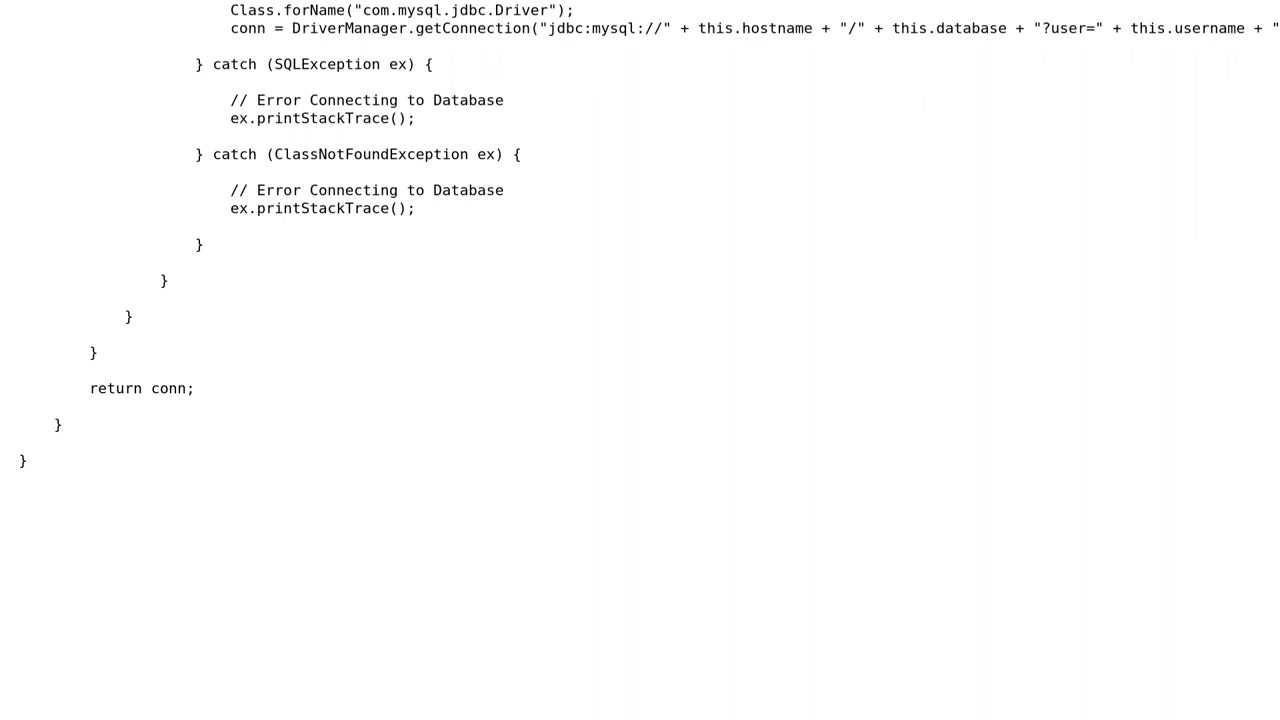 Class.forName("com.mysql.jdbc.Driver");
conn = DriverManager.getConnection("jdbc:mysql://" + this.hostname + "/" + this.database + "?user=" + this.username + "
} catch (SQLException ex) {
// Error Connecting to Database
ex.printStackTrace();
} catch (ClassNotFoundException ex) {
// Error Connecting to Database
ex.printStackTrace();
}
}
}
}
return conn;
}
}